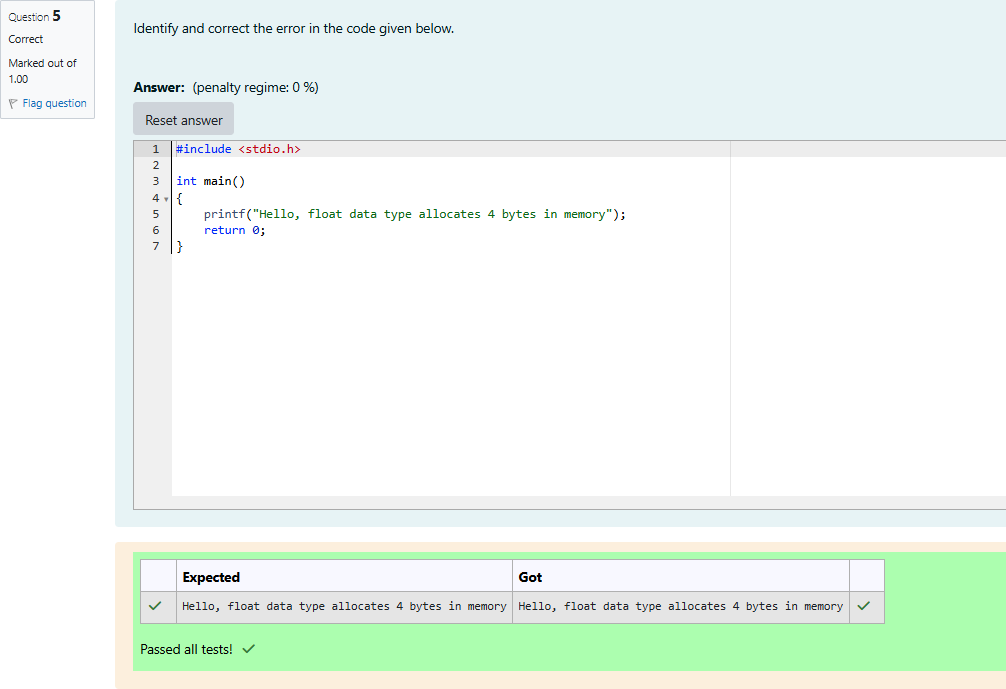 Question 5
Correct
Marked out of
1.00
Flag question
Identify and correct the error in the code given below.
Answer: (penalty regime: 0 %)
Reset answer
1 #include <stdio.h>
2
3 int main()
4 {
5     printf("Hello, float data type allocates 4 bytes in memory");
6     return 0;
7 }
Expected Got
Hello, float data type allocates 4 bytes in memory Hello, float data type allocates 4 bytes in memory
Passed all tests!